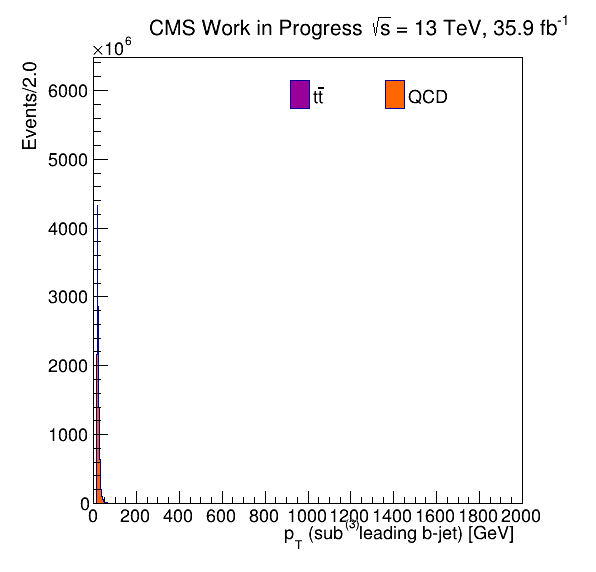 CMS Work in Progress √s = 13 TeV, 35.9 fb⁻¹
×10⁶
Events/2.0
tt̄
QCD
6000
5000
4000
3000
2000
1000
0
0 200 400 600 800 1000 1200 1400 1600 1800 2000
p_T (sub⁽³⁾leading b-jet) [GeV]